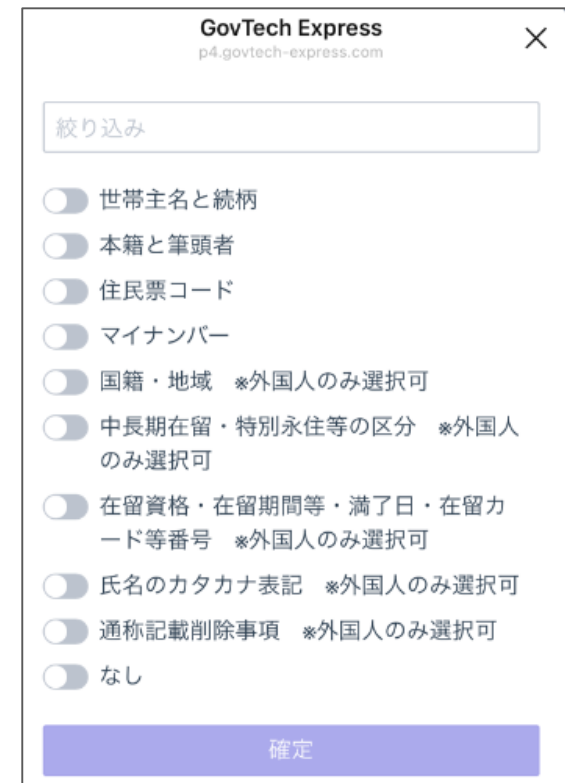 GovTech Express
p4.govtech-express.com
絞り込み
世帯主名と続柄
本籍と筆頭者
住民票コード
マイナンバー
国籍・地域　※外国人のみ選択可
中長期在留・特別永住等の区分　※外国人
のみ選択可
在留資格・在留期間等・満了日・在留カ
ード等番号　※外国人のみ選択可
氏名のカタカナ表記　※外国人のみ選択可
通称記載削除事項　※外国人のみ選択可
なし
確定